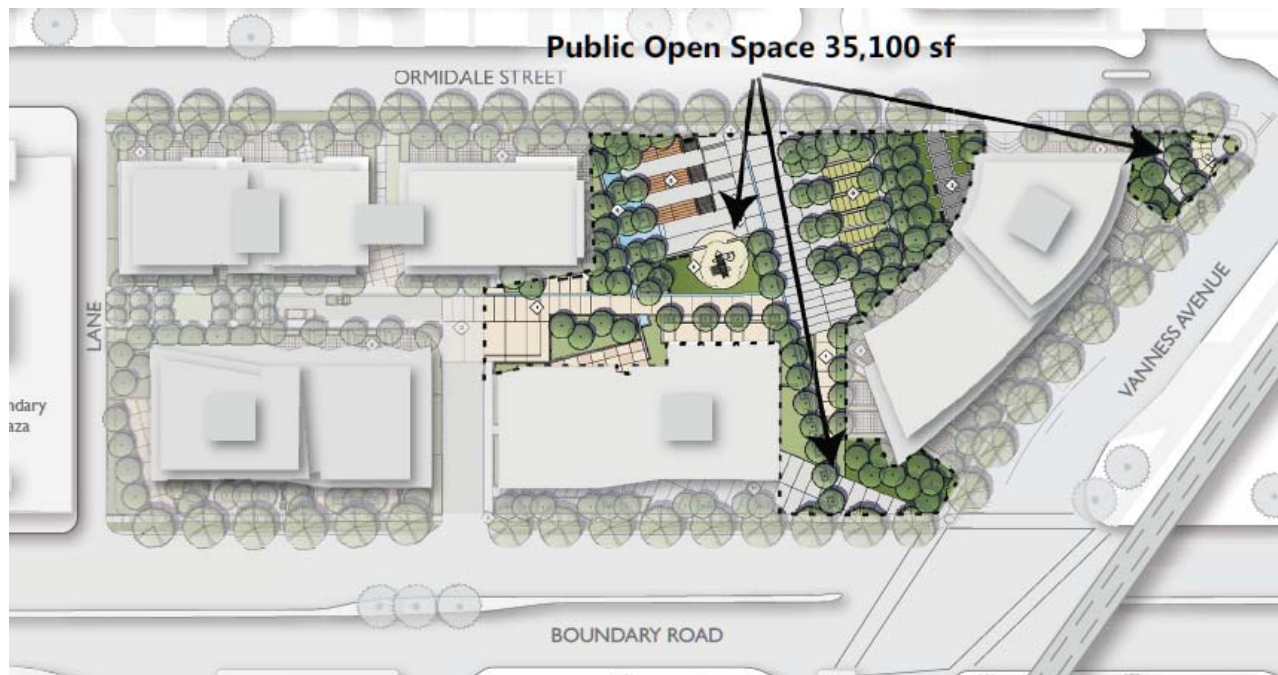 Public Open Space 35,100 sf
ORMIDALE STREET
LANE
VANNESS AVENUE
ndary
aza
BOUNDARY ROAD